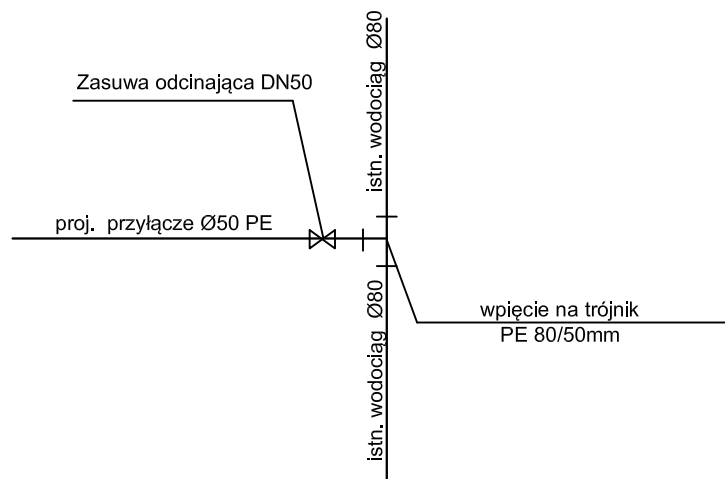 istn. wodociąg Ø80
Zasuwa odcinająca DN50
proj. przyłącze Ø50 PE
istn. wodociąg Ø80
wpięcie na trójnik
PE 80/50mm